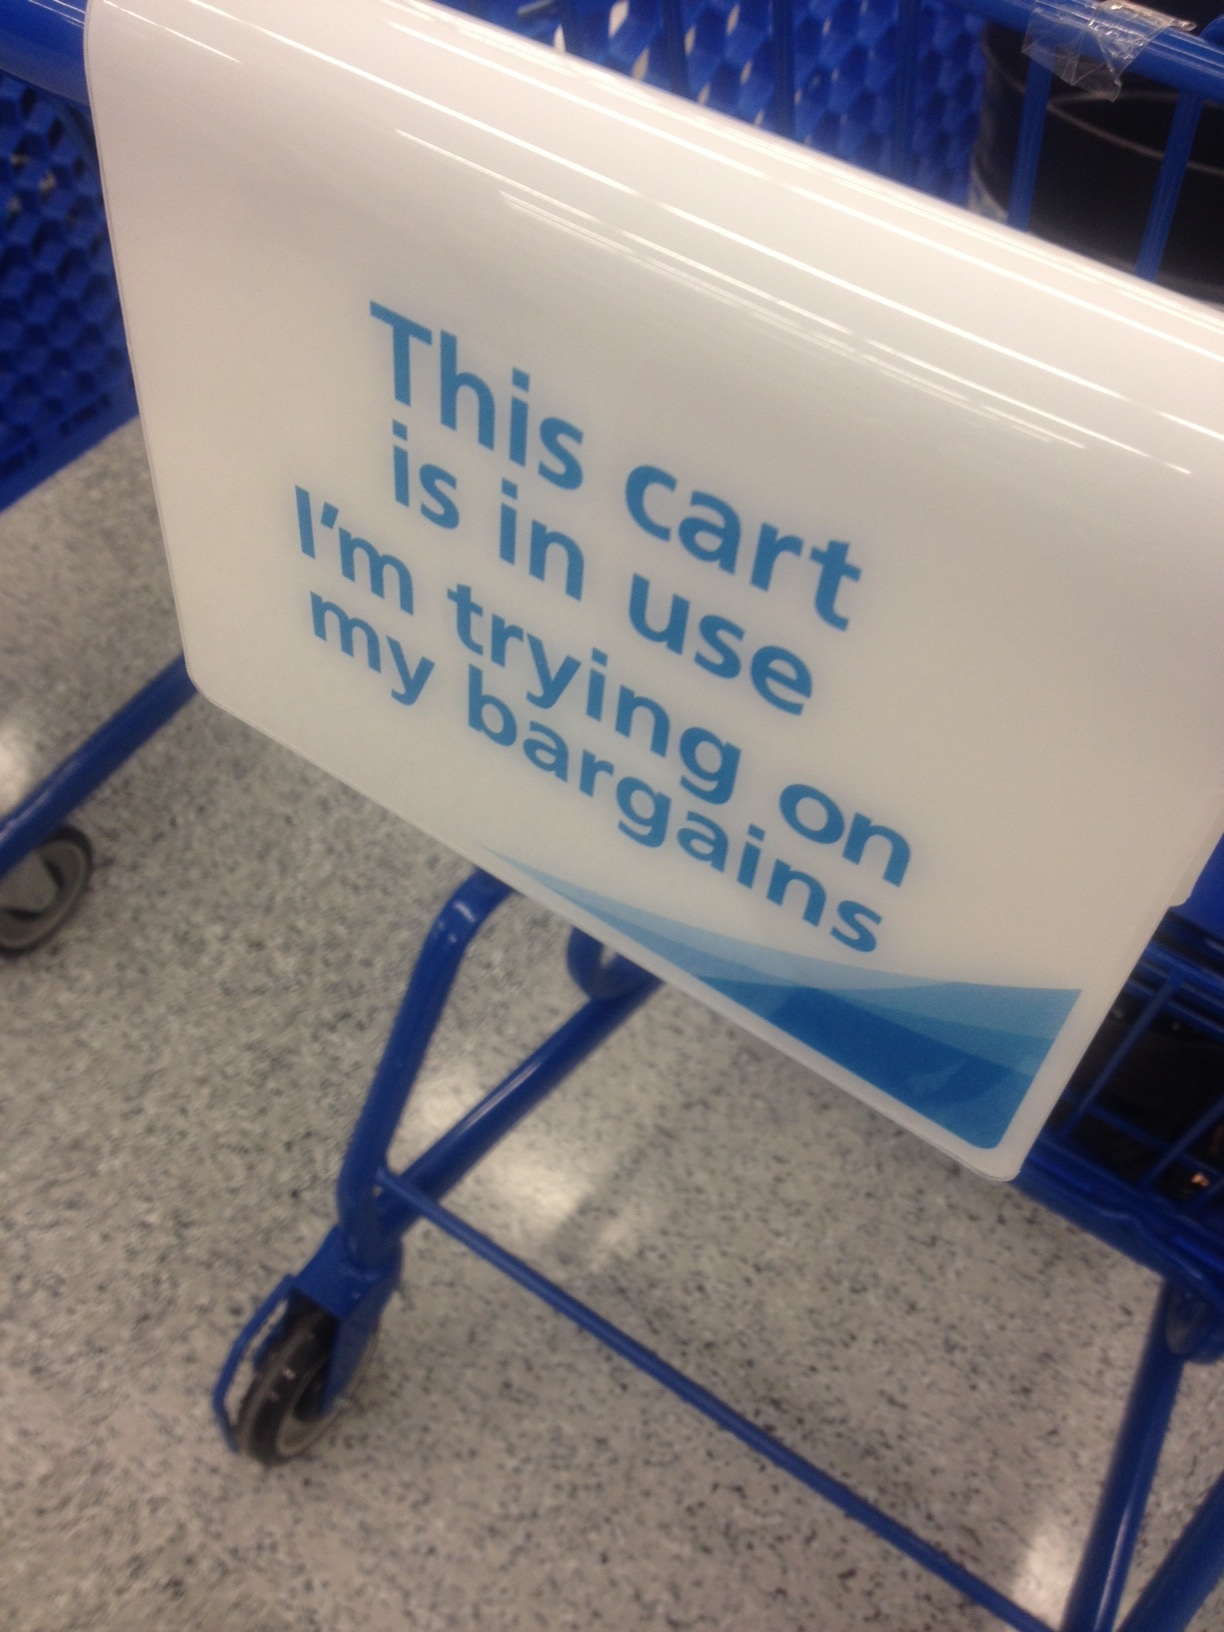 This cart
is in use
I'm trying on
my bargains